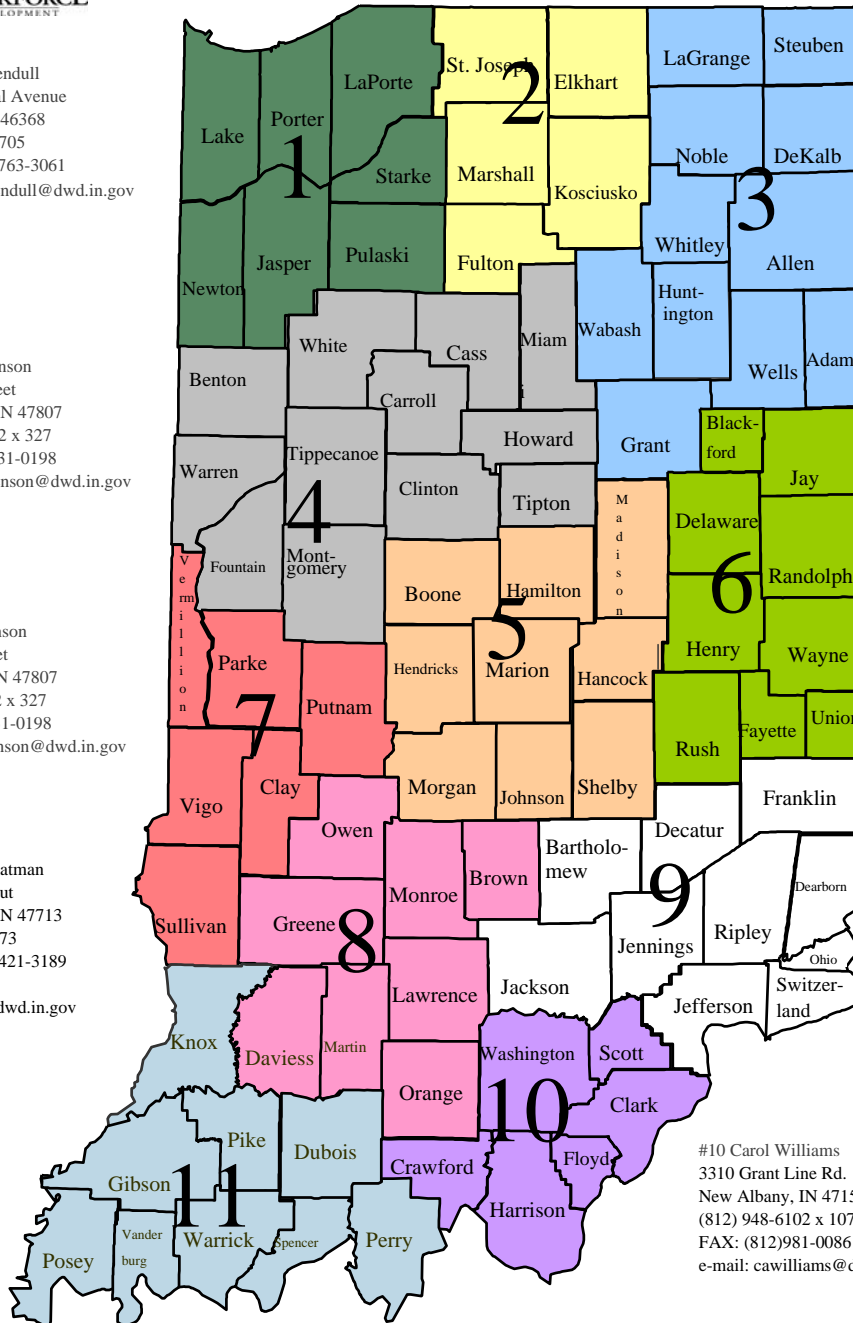 LOPMENT
endull
al Avenue
46368
705
763-3061
endull@dwd.in.gov
nson
eet
N 47807
2 x 327
31-0198
nson@dwd.in.gov
nson
et
N 47807
2 x 327
1-0198
nson@dwd.in.gov
atman
ut
N 47713
73
421-3189
dwd.in.gov
Lake
Porter
LaPorte
St. Joseph
Elkhart
LaGrange
Steuben
1
2
3
Starke
Marshall
Kosciusko
Noble
DeKalb
Newton
Jasper
Pulaski
Fulton
Whitley
Allen
Hunt-
ington
Wabash
Wells
Adam
White
Cass
Miam
i
Benton
Carroll
Howard
Grant
Black-
ford
Jay
Warren
Tippecanoe
Clinton
Tipton
4
Madison
Delaware
Randolph
6
Vermillion
Fountain
Mont-
gomery
Boone
Hamilton
5
Henry
Wayne
Parke
Putnam
Hendricks
Marion
Hancock
7
Rush
Fayette
Union
Vigo
Clay
Morgan
Johnson
Shelby
Franklin
Owen
Decatur
Bartholo-
mew
Sullivan
Greene
Monroe
Brown
8
9
Jennings
Ripley
Dearborn
Ohio
Switzer-
land
Jackson
Jefferson
Lawrence
Knox
Daviess
Martin
Orange
Washington
Scott
10
Clark
Pike
Dubois
Crawford
Floyd
Harrison
Gibson
11
Posey
Vander
burg
Warrick
Spencer
Perry
#10 Carol Williams
3310 Grant Line Rd.
New Albany, IN 4715
(812) 948-6102 x 107
FAX: (812)981-0086
e-mail: cawilliams@d